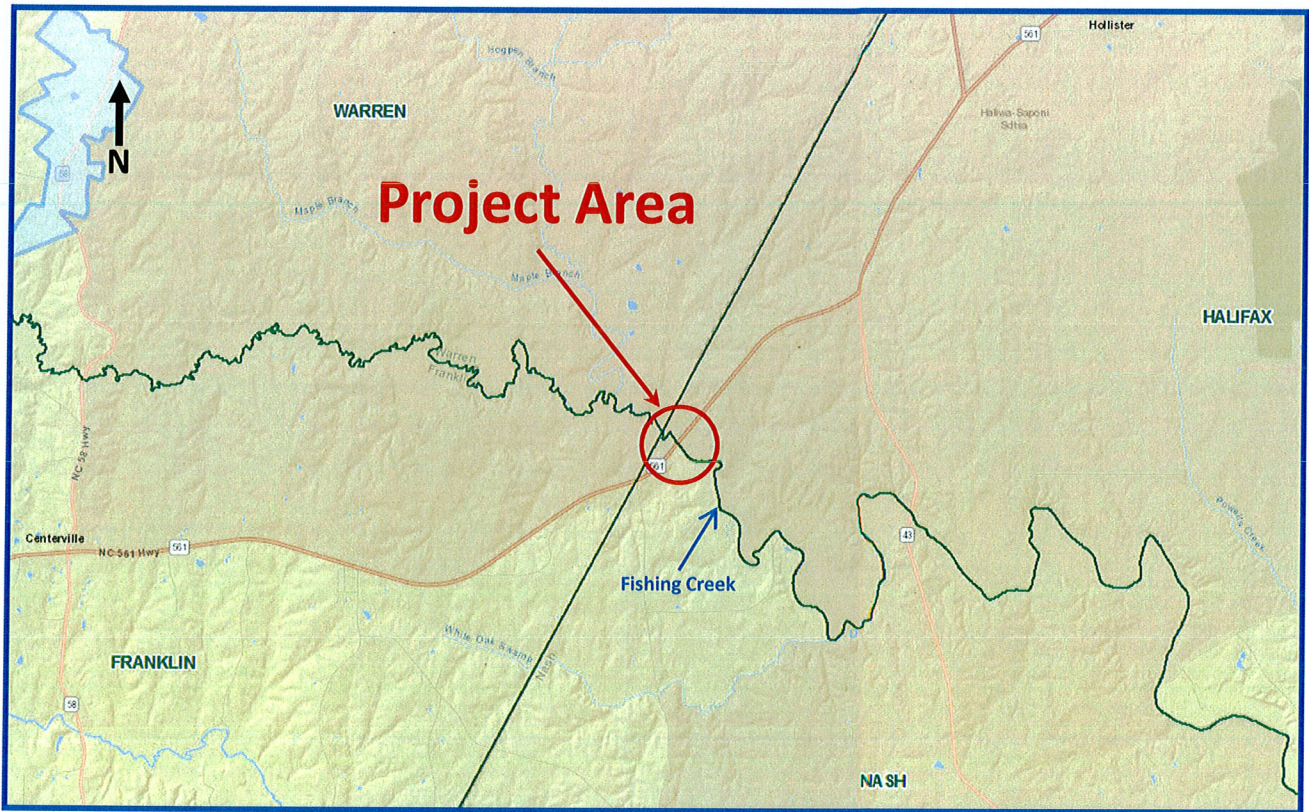 Hollister
561
Hogpen Branch
WARREN
Haliwa-Saponi
Sdtsa
N
58
Project Area
Maple Branch
Maple Branch
HALIFAX
Warren
Franklin
NC 58 Hwy
561
Powells Creek
43
Centerville
NC 561 Hwy
561
Fishing Creek
White Oak Swamp
Nash
FRANKLIN
58
NASH